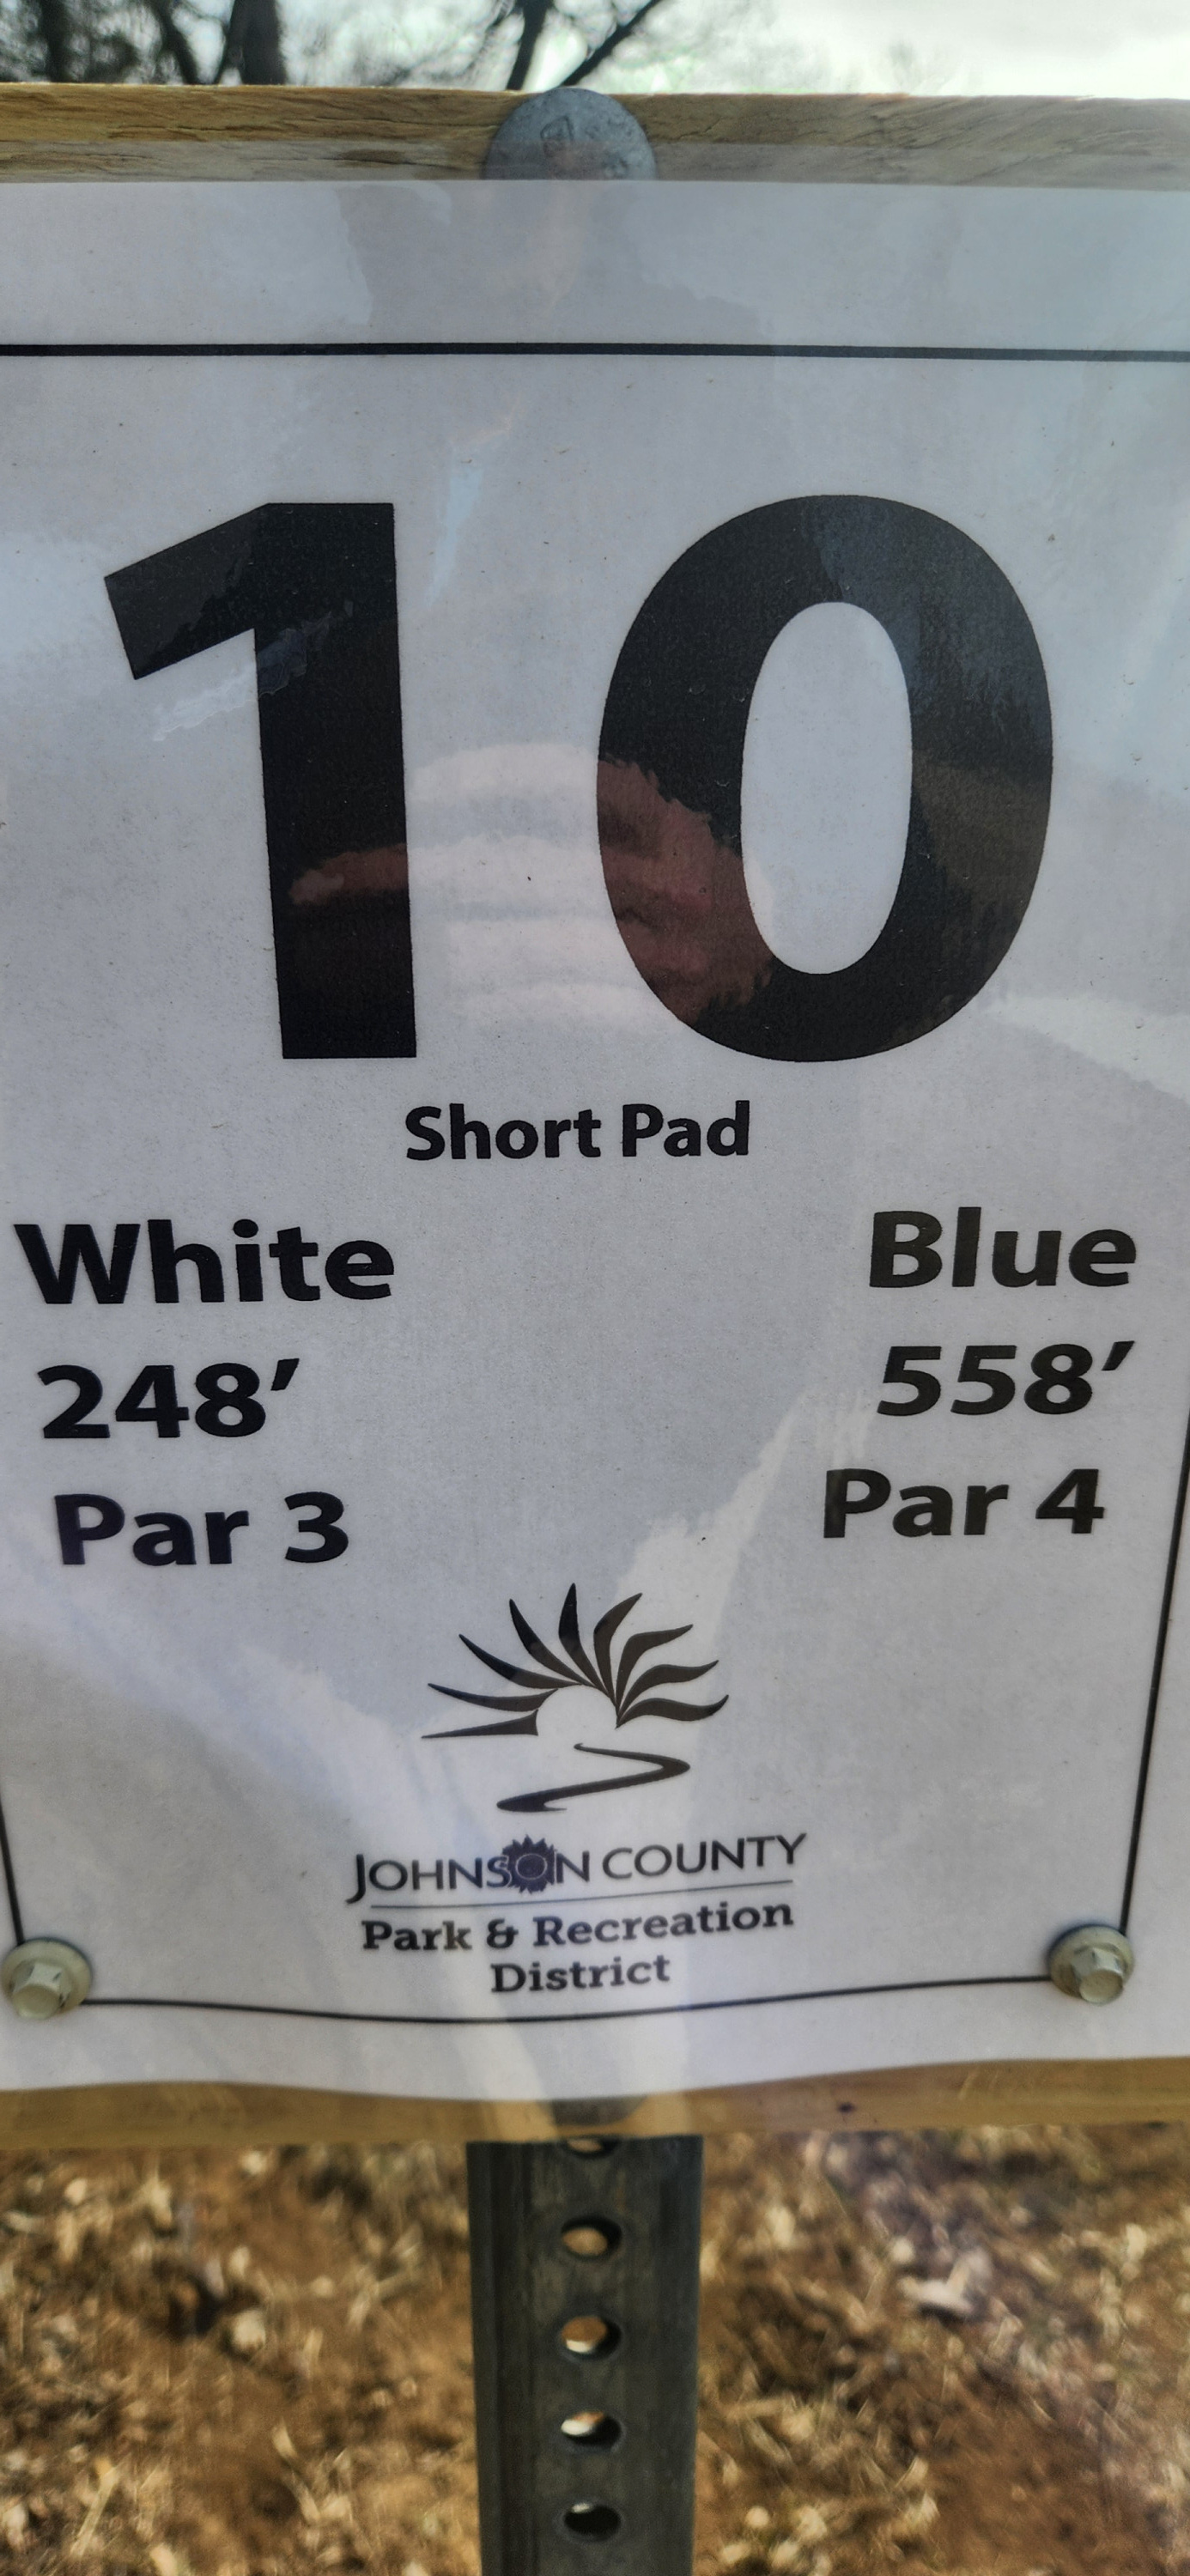 10
Short Pad
White Blue
248′ 558′
Par 3 Par 4
JOHNSON COUNTY
Park & Recreation
District